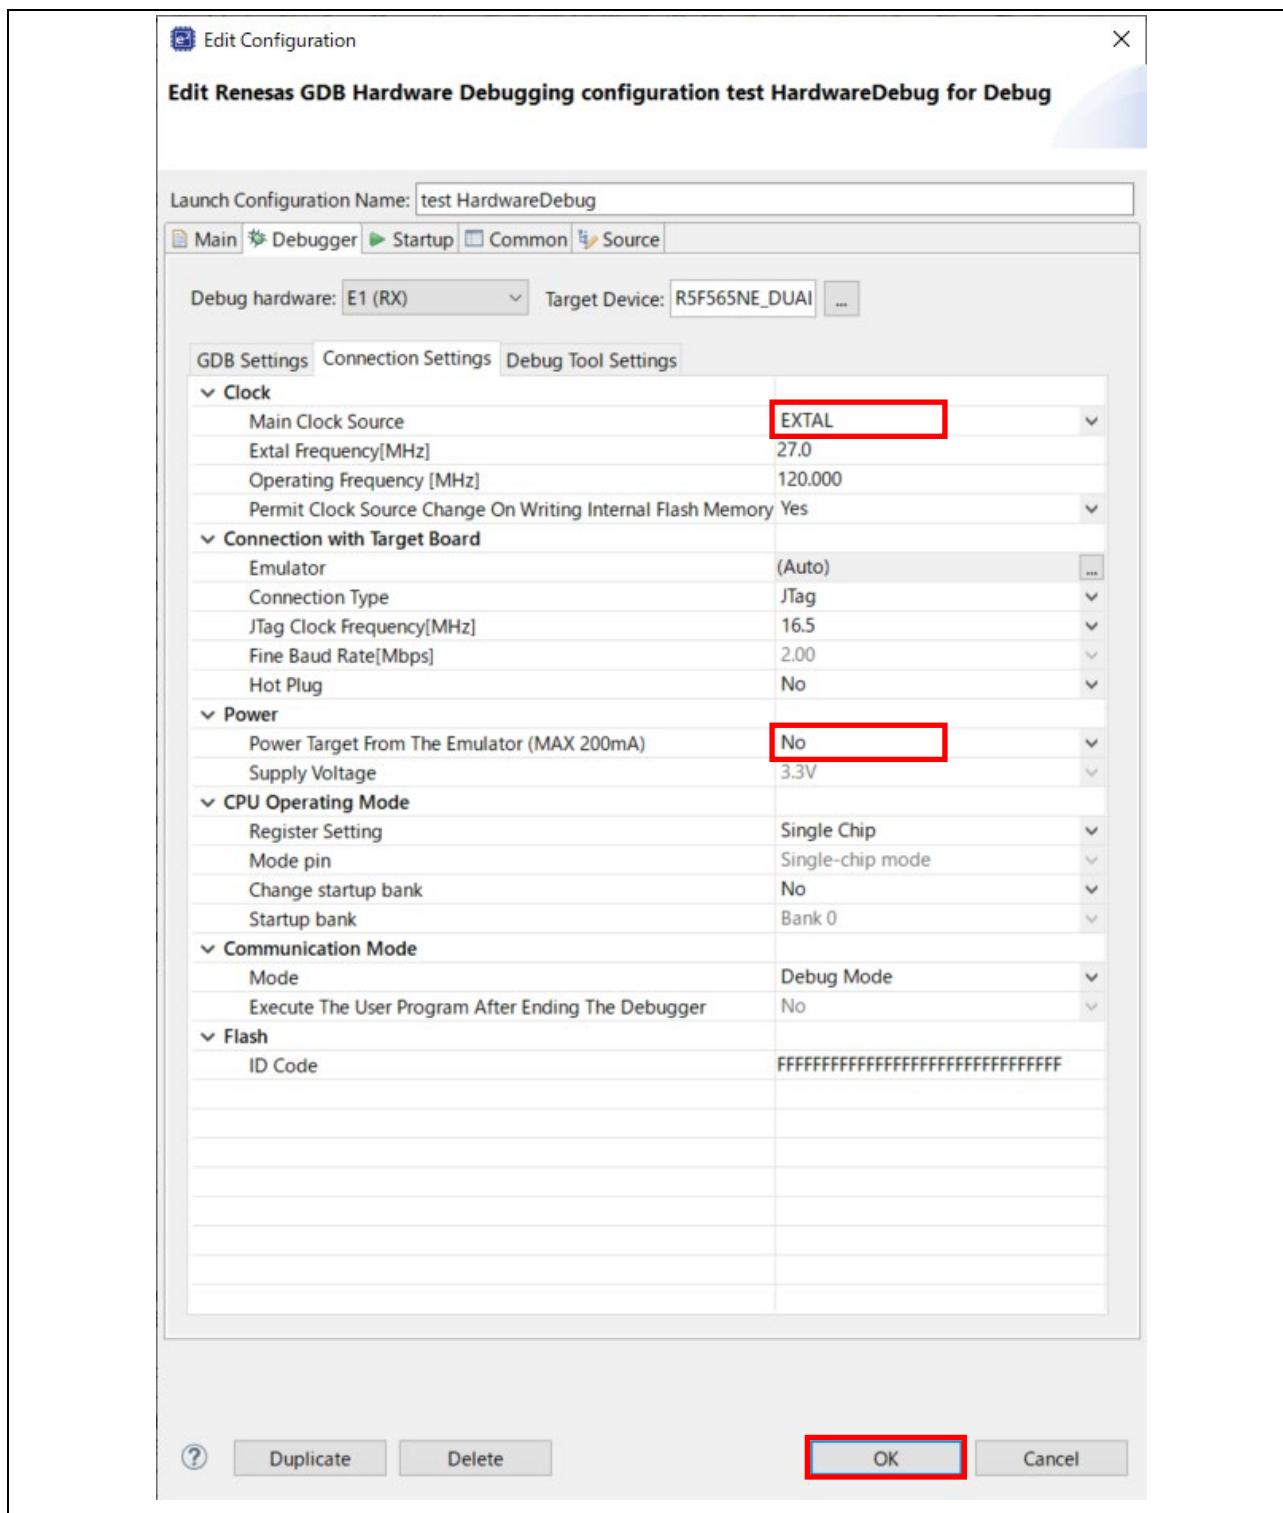 Edit Configuration
Edit Renesas GDB Hardware Debugging configuration test HardwareDebug for Debug
Launch Configuration Name: test HardwareDebug
Main Debugger Startup Common Source
Debug hardware: E1 (RX) Target Device: R5F565NE_DUAL ...
GDB Settings Connection Settings Debug Tool Settings
Clock
Main Clock Source EXTAL
Extal Frequency[MHz] 27.0
Operating Frequency [MHz] 120.000
Permit Clock Source Change On Writing Internal Flash Memory Yes
Connection with Target Board
Emulator (Auto) ...
Connection Type JTag
JTag Clock Frequency[MHz] 16.5
Fine Baud Rate[Mbps] 2.00
Hot Plug No
Power
Power Target From The Emulator (MAX 200mA) No
Supply Voltage 3.3V
CPU Operating Mode
Register Setting Single Chip
Mode pin Single-chip mode
Change startup bank No
Startup bank Bank 0
Communication Mode
Mode Debug Mode
Execute The User Program After Ending The Debugger No
Flash
ID Code FFFFFFFFFFFFFFFFFFFFFFFFFFFFFFFF
? Duplicate Delete OK Cancel